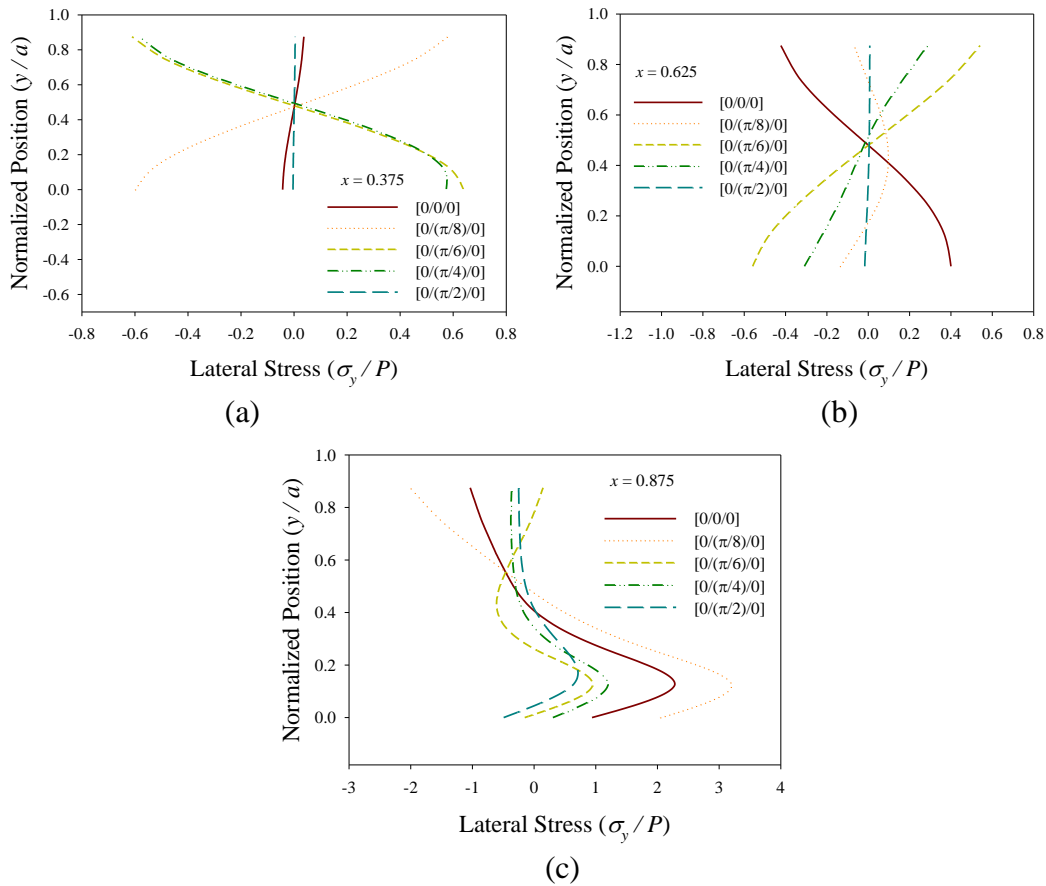 1.0
0.8
0.6
0.4
0.2
0.0
-0.2
-0.4
-0.6
Normalized Position (y / a)
x = 0.375
[0/0/0]
[0/(π/8)/0]
[0/(π/6)/0]
[0/(π/4)/0]
[0/(π/2)/0]
-0.8 -0.6 -0.4 -0.2 0.0 0.2 0.4 0.6 0.8
Lateral Stress (σy / P)
(a)
1.0
0.8
0.6
0.4
0.2
0.0
Normalized Position (y / a)
x = 0.625
[0/0/0]
[0/(π/8)/0]
[0/(π/6)/0]
[0/(π/4)/0]
[0/(π/2)/0]
-1.2 -1.0 -0.8 -0.6 -0.4 -0.2 0.0 0.2 0.4 0.6 0.8
Lateral Stress (σy / P)
(b)
1.0
0.8
0.6
0.4
0.2
0.0
Normalized Position (y / a)
x = 0.875
[0/0/0]
[0/(π/8)/0]
[0/(π/6)/0]
[0/(π/4)/0]
[0/(π/2)/0]
-3 -2 -1 0 1 2 3 4
Lateral Stress (σy / P)
(c)